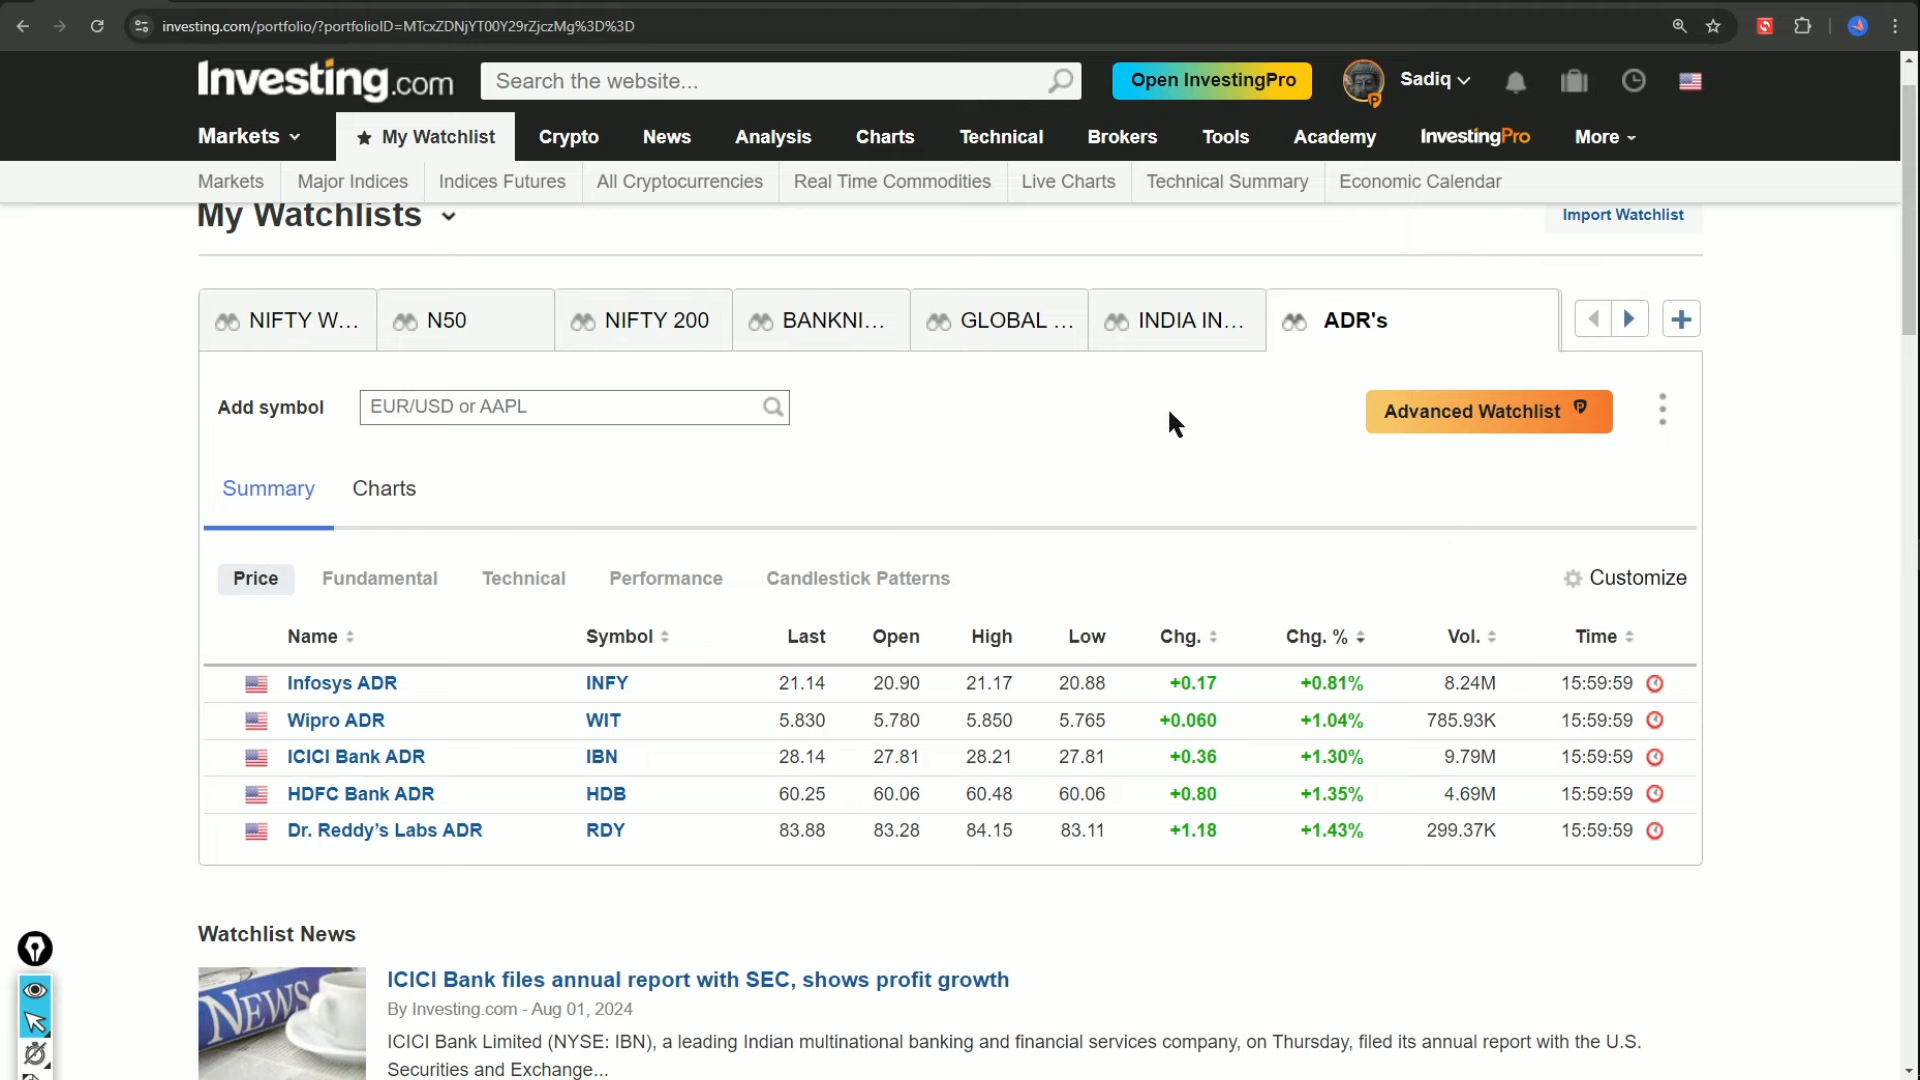 investing.com/portfolio/?portfolioID=MTcxZDNjYT00Y29rZjczMg%3D%3D
Investing.com
Search the website...
Open InvestingPro
Sadiq
Markets
My Watchlist
Crypto
News
Analysis
Charts
Technical
Brokers
Tools
Academy
InvestingPro
More
Markets
Major Indices
Indices Futures
All Cryptocurrencies
Real Time Commodities
Live Charts
Technical Summary
Economic Calendar
My Watchlists
Import Watchlist
NIFTY W...
N50
NIFTY 200
BANKNI...
GLOBAL ...
INDIA IN...
ADR's
Add symbol
EUR/USD or AAPL
Advanced Watchlist
Summary
Charts
Price
Fundamental
Technical
Performance
Candlestick Patterns
Customize
Name Symbol Last Open High Low Chg. Chg. % Vol. Time
Infosys ADR INFY 21.14 20.90 21.17 20.88 +0.17 +0.81% 8.24M 15:59:59
Wipro ADR WIT 5.830 5.780 5.850 5.765 +0.060 +1.04% 785.93K 15:59:59
ICICI Bank ADR IBN 28.14 27.81 28.21 27.81 +0.36 +1.30% 9.79M 15:59:59
HDFC Bank ADR HDB 60.25 60.06 60.48 60.06 +0.80 +1.35% 4.69M 15:59:59
Dr. Reddy's Labs ADR RDY 83.88 83.28 84.15 83.11 +1.18 +1.43% 299.37K 15:59:59
Watchlist News
NEWS
ICICI Bank files annual report with SEC, shows profit growth
By Investing.com - Aug 01, 2024
ICICI Bank Limited (NYSE: IBN), a leading Indian multinational banking and financial services company, on Thursday, filed its annual report with the U.S.
Securities and Exchange...